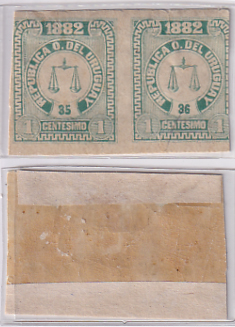 1882 1882
REPUBLICA O. DEL URUGUAY REPUBLICA O. DEL URUGUAY
35 36
1 CENTESIMO 1 1 CENTESIMO 1